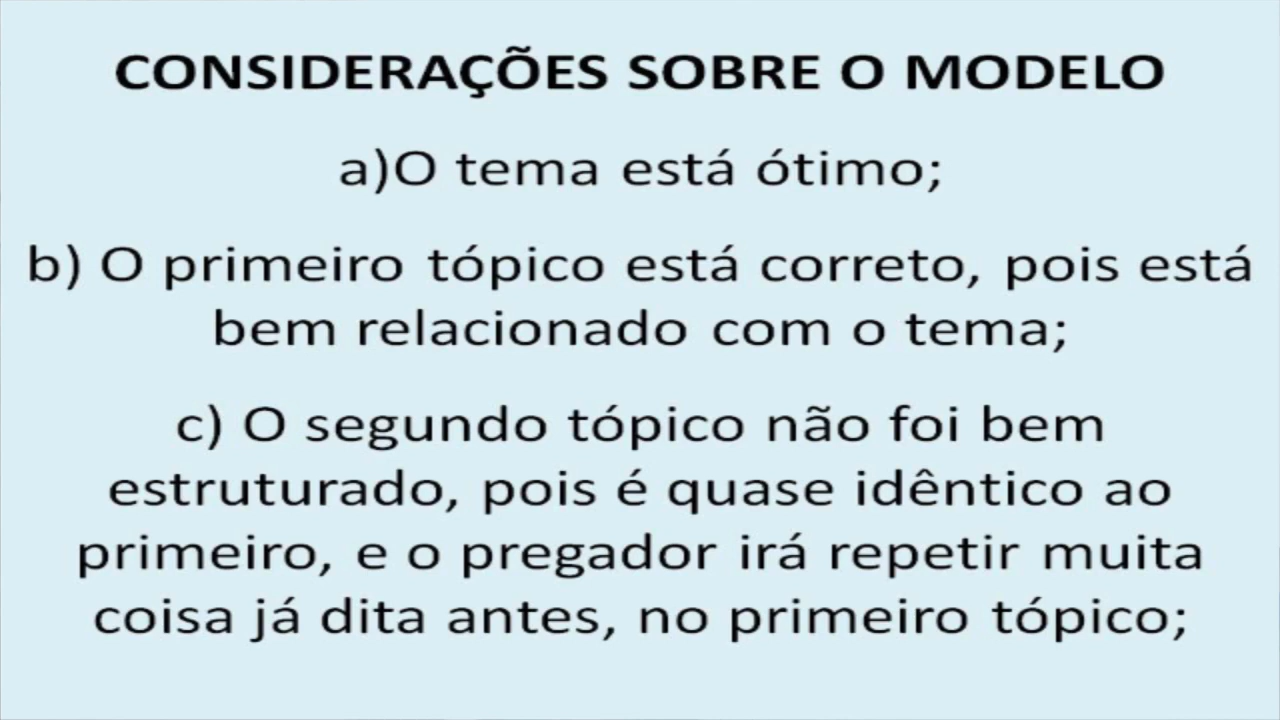 CONSIDERAÇÕES SOBRE O MODELO
a)O tema está ótimo;
b) O primeiro tópico está correto, pois está
bem relacionado com o tema;
c) O segundo tópico não foi bem
estruturado, pois é quase idêntico ao
primeiro, e o pregador irá repetir muita
coisa já dita antes, no primeiro tópico;